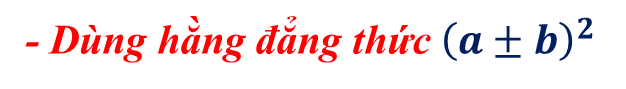 - Dùng hằng đẳng thức (a ± b)²